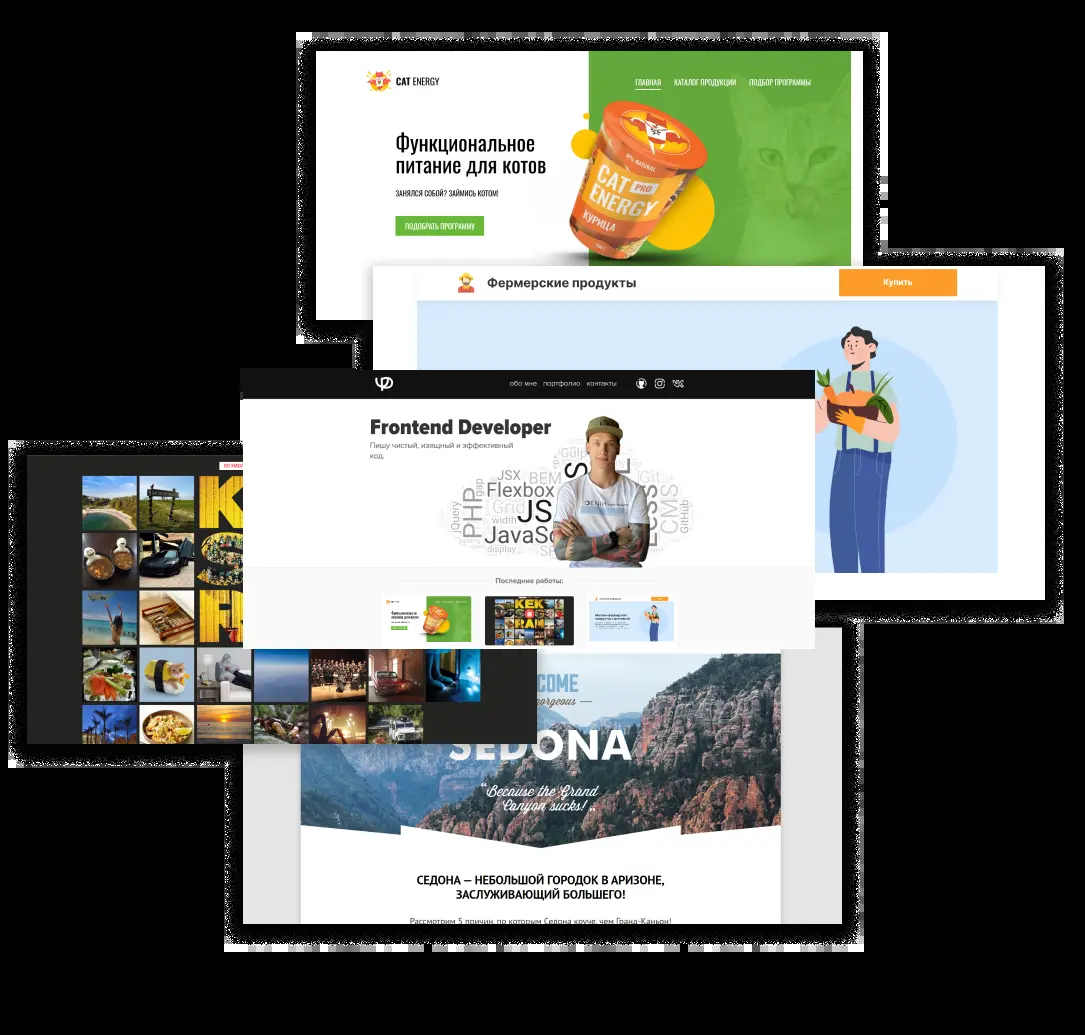 CAT ENERGY
ГЛАВНАЯ КАТАЛОГ ПРОДУКЦИИ ПОДБОР ПРОГРАММЫ
Функциональное
питание для котов
ЗАНЯЛСЯ СОБОЙ? ЗАЙМИСЬ КОТОМ!
ПОДОБРАТЬ ПРОГРАММУ
CAT PRO
ENERGY
КУРИЦА
Фермерские продукты
Купить
обо мне портфолио контакты
Frontend Developer
Пишу чистый, изящный и эффективный
код.
Gulp
JSX
BEM
Git
Flexbox
gap
jQuery
PHP
Grid
width
JS
JavaSc
display
SP
Less
CMS
GitHub
Последние работы:
KEK
K
S
R
COME
gorgeous —
SEDONA
“Because the Grand
Canyon sucks!„
СЕДОНА — НЕБОЛЬШОЙ ГОРОДОК В АРИЗОНЕ,
ЗАСЛУЖИВАЮЩИЙ БОЛЬШЕГО!
Рассмотрим 5 причин, по которым Седона круче, чем Гранд-Каньон!